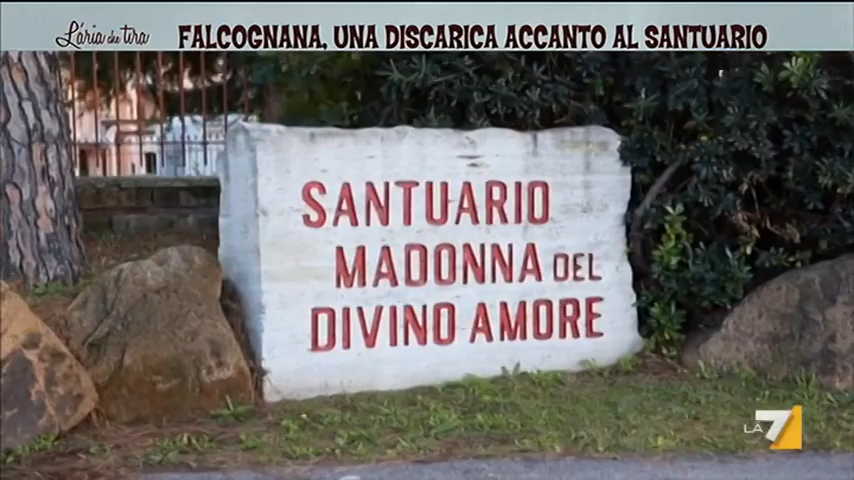 L'aria che tira
FALCOGNANA, UNA DISCARICA ACCANTO AL SANTUARIO
SANTUARIO
MADONNA DEL
DIVINO AMORE
LA7